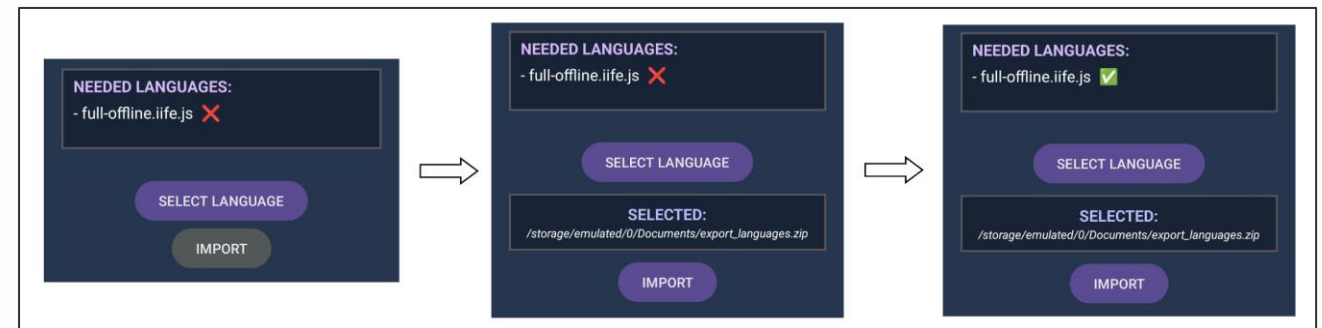 NEEDED LANGUAGES:
- full-offline.iife.js ❌
SELECT LANGUAGE
IMPORT
NEEDED LANGUAGES:
- full-offline.iife.js ❌
SELECT LANGUAGE
SELECTED:
/storage/emulated/0/Documents/export_languages.zip
IMPORT
NEEDED LANGUAGES:
- full-offline.iife.js ✅
SELECT LANGUAGE
SELECTED:
/storage/emulated/0/Documents/export_languages.zip
IMPORT